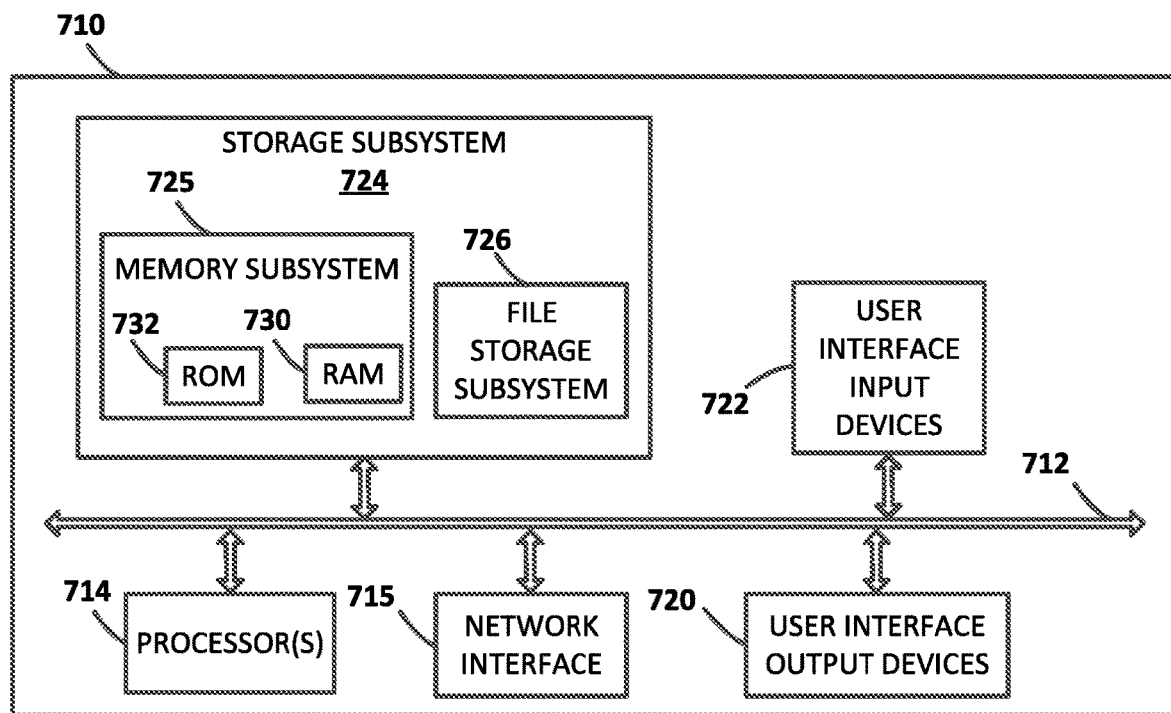 710
STORAGE SUBSYSTEM
724
725
MEMORY SUBSYSTEM
732
ROM
730
RAM
726
FILE
STORAGE
SUBSYSTEM
722
USER
INTERFACE
INPUT
DEVICES
712
714
PROCESSOR(S)
715
NETWORK
INTERFACE
720
USER INTERFACE
OUTPUT DEVICES